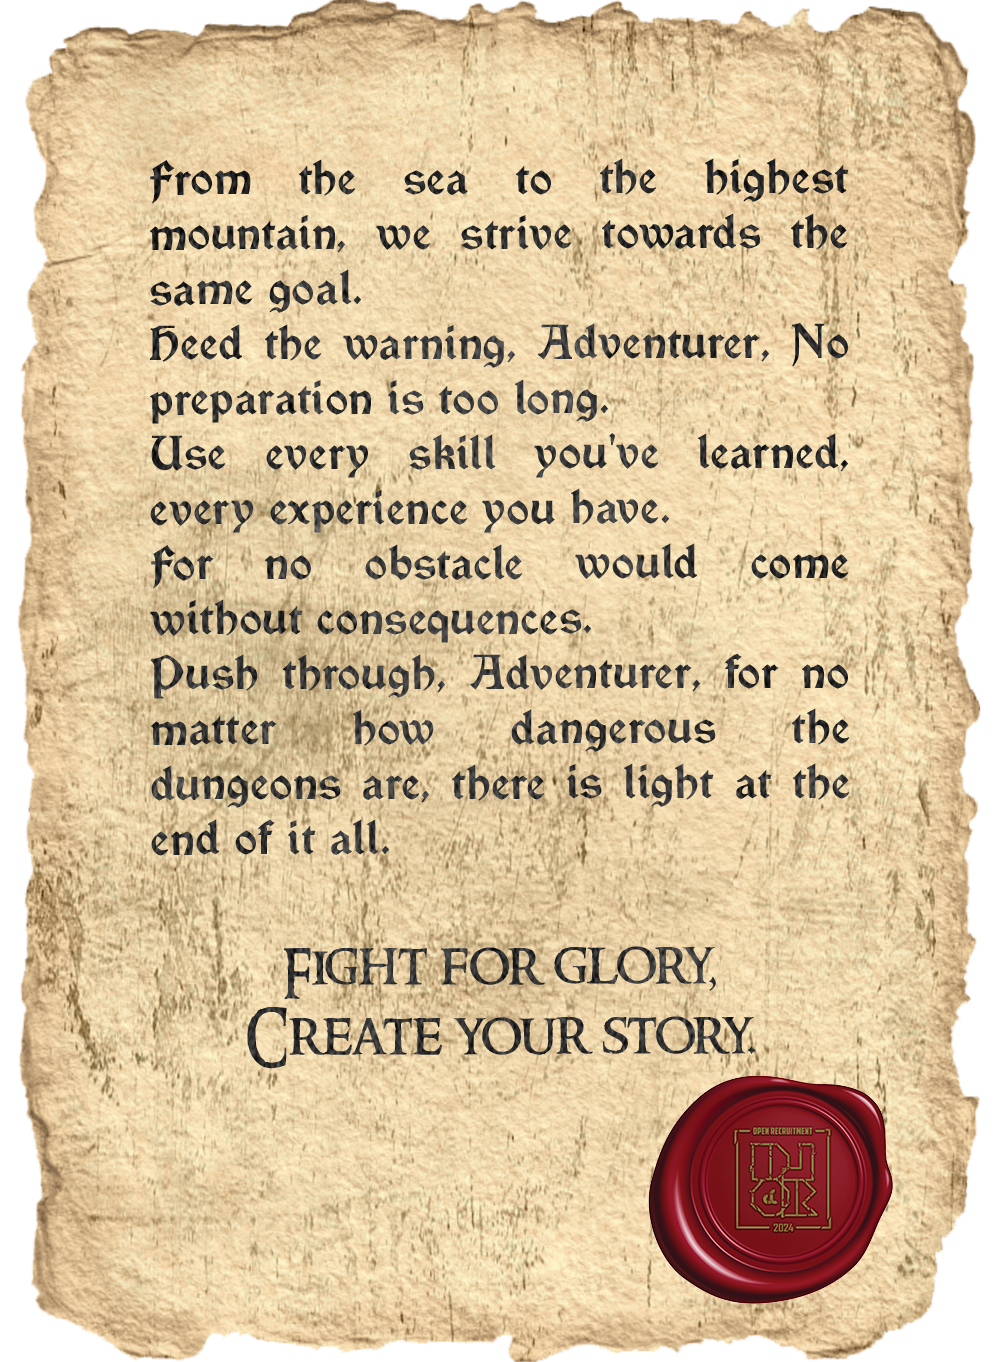 From the sea to the highest
mountain, we strive towards the
same goal.
Heed the warning, Adventurer, No
preparation is too long.
Use every skill you've learned,
every experience you have.
For no obstacle would come
without consequences.
Push through, Adventurer, for no
matter how dangerous the
dungeons are, there is light at the
end of it all.
FIGHT FOR GLORY,
CREATE YOUR STORY.
OPEN RECRUITMENT
2024